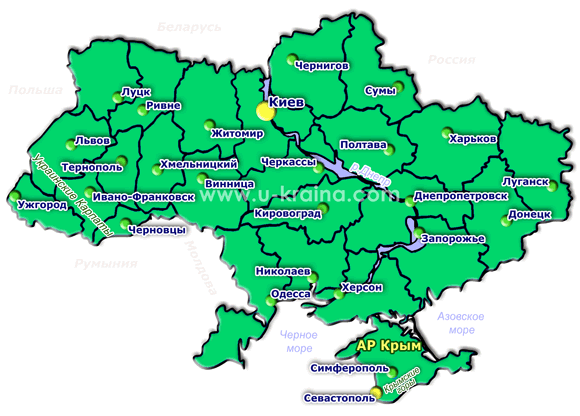 Беларусь
Россия
Польша
Чернигов
Луцк
Сумы
Ривне
Киев
Житомир
Львов
Полтава
Харьков
Тернополь
Хмельницкий
Черкассы
р.Днепр
Украинские Карпаты
Винница
Луганск
Ивано-Франковск
www.u-kraina.com
Днепропетровск
Ужгород
Кировоград
Донецк
Черновцы
Запорожье
Румыния
Молдова
Николаев
Одесса
Херсон
Азовское
море
Черное
море
АР Крым
Симферополь
Крымские
горы
Севастополь